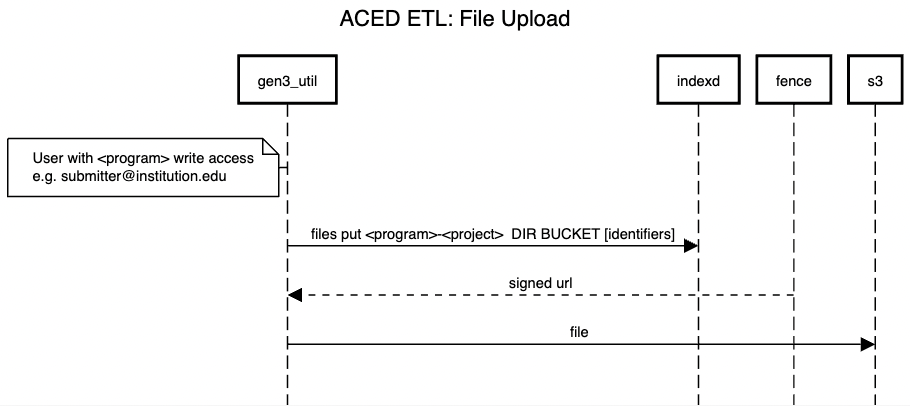 ACED ETL: File Upload
gen3_util
indexd
fence
s3
User with <program> write access
e.g. submitter@institution.edu
files put <program>-<project>  DIR BUCKET [identifiers]
signed url
file